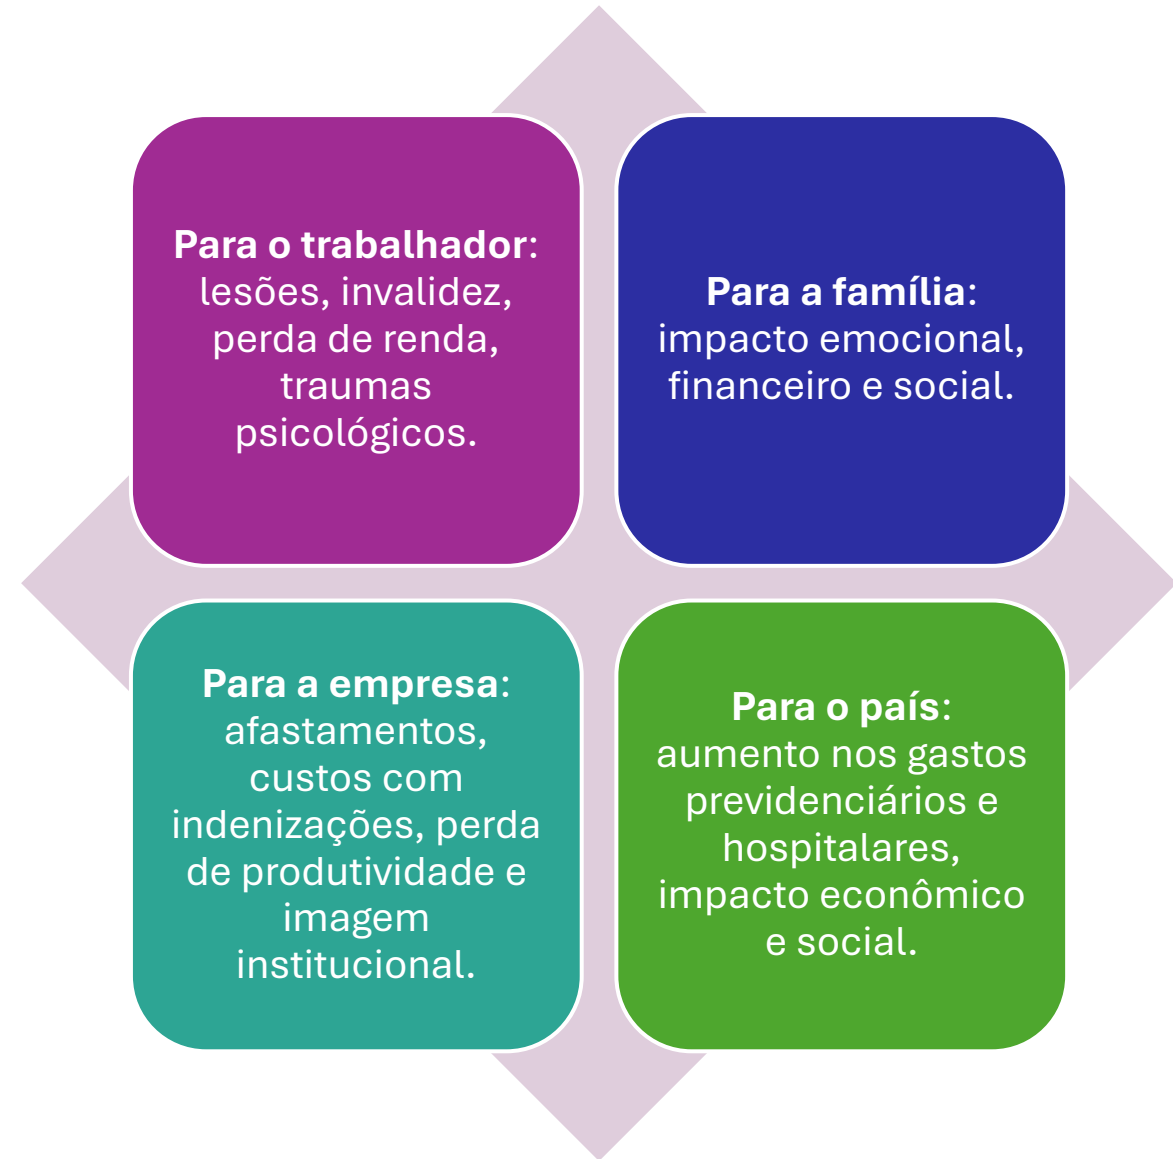 Para o trabalhador:
lesões, invalidez,
perda de renda,
traumas
psicológicos.
Para a família:
impacto emocional,
financeiro e social.
Para a empresa:
afastamentos,
custos com
indenizações, perda
de produtividade e
imagem
institucional.
Para o país:
aumento nos gastos
previdenciários e
hospitalares,
impacto econômico
e social.